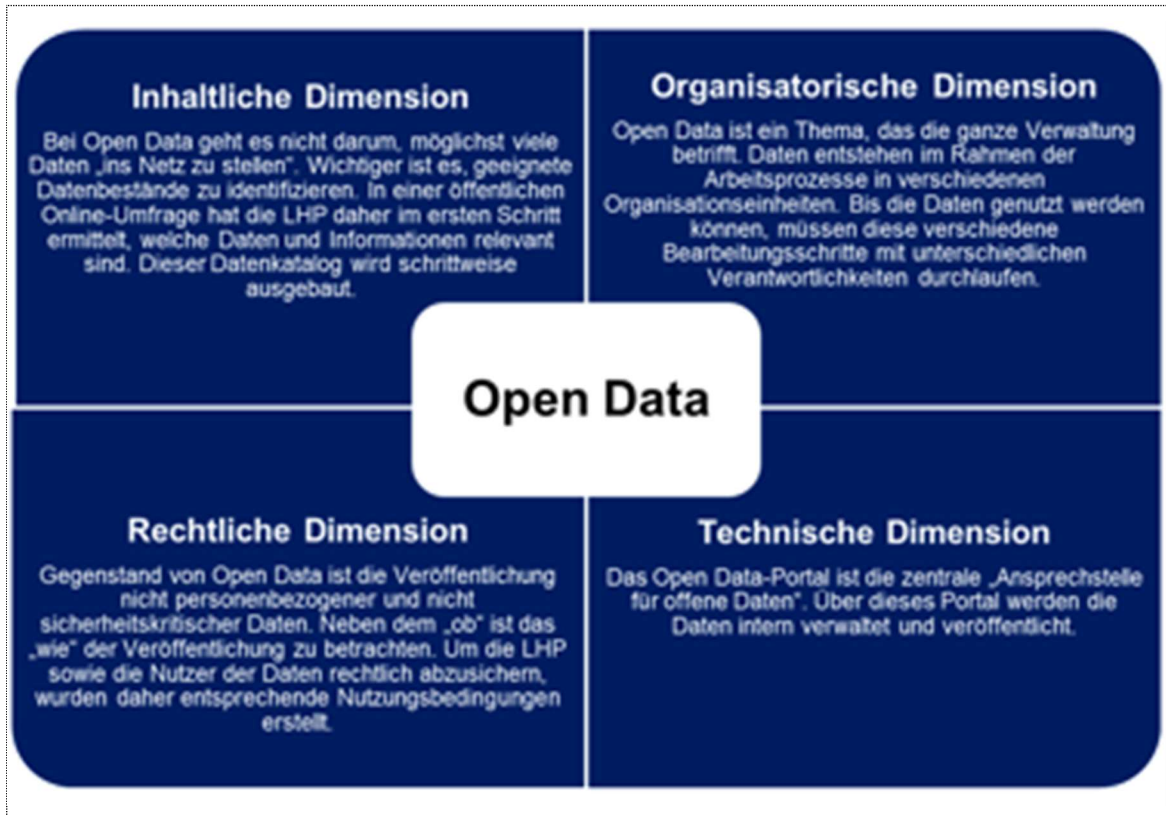 Inhaltliche Dimension
Bei Open Data geht es nicht darum, möglichst viele
Daten „ins Netz zu stellen“. Wichtiger ist es, geeignete
Datenbestände zu identifizieren. In einer öffentlichen
Online-Umfrage hat die LHP daher im ersten Schritt
ermittelt, welche Daten und Informationen relevant
sind. Dieser Datenkatalog wird schrittweise
ausgebaut.
Organisatorische Dimension
Open Data ist ein Thema, das die ganze Verwaltung
betrifft. Daten entstehen im Rahmen der
Arbeitsprozesse in verschiedenen
Organisationseinheiten. Bis die Daten genutzt werden
können, müssen diese verschiedene
Bearbeitungsschritte mit unterschiedlichen
Verantwortlichkeiten durchlaufen.
Open Data
Rechtliche Dimension
Gegenstand von Open Data ist die Veröffentlichung
nicht personenbezogener und nicht
sicherheitskritischer Daten. Neben dem „ob“ ist das
„wie“ der Veröffentlichung zu betrachten. Um die LHP
sowie die Nutzer der Daten rechtlich abzusichern,
wurden daher entsprechende Nutzungsbedingungen
erstellt.
Technische Dimension
Das Open Data-Portal ist die zentrale „Ansprechstelle
für offene Daten“. Über dieses Portal werden die
Daten intern verwaltet und veröffentlicht.